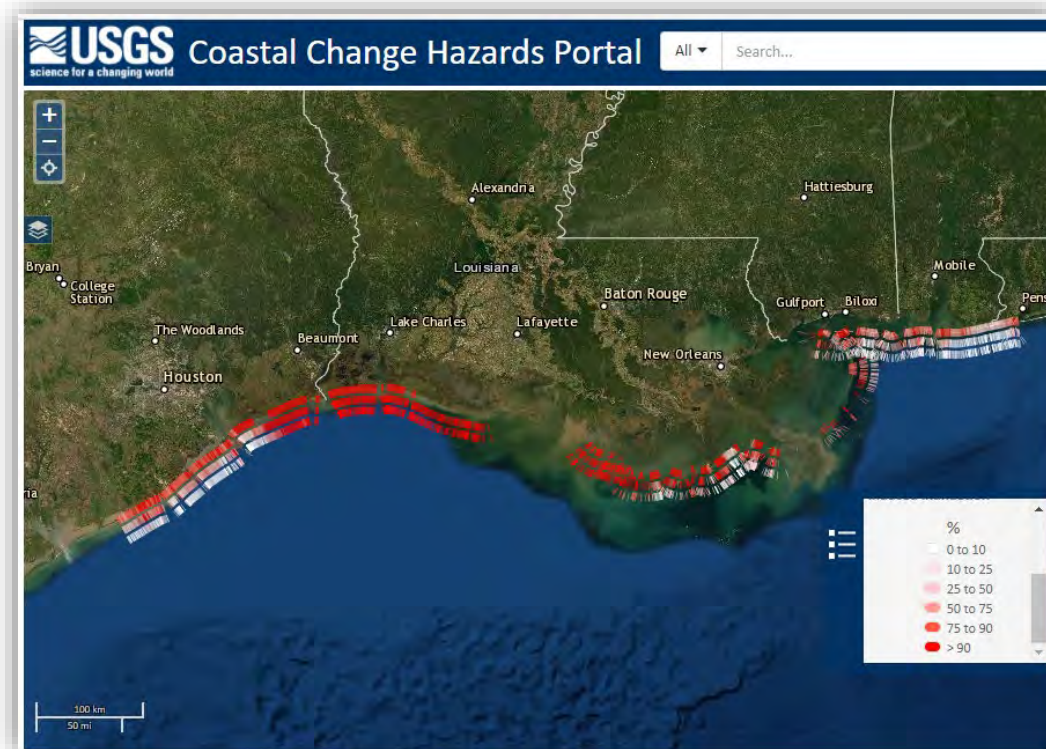 USGS
science for a changing world
Coastal Change Hazards Portal
All
Search...
+
−
Alexandria
Hattiesburg
Bryan
College
Station
Louisiana
Mobile
Baton Rouge
Gulfport
Biloxi
Pens
The Woodlands
Lake Charles
Lafayette
Beaumont
New Orleans
Houston
ria
%
0 to 10
10 to 25
25 to 50
50 to 75
75 to 90
> 90
100 km
50 mi